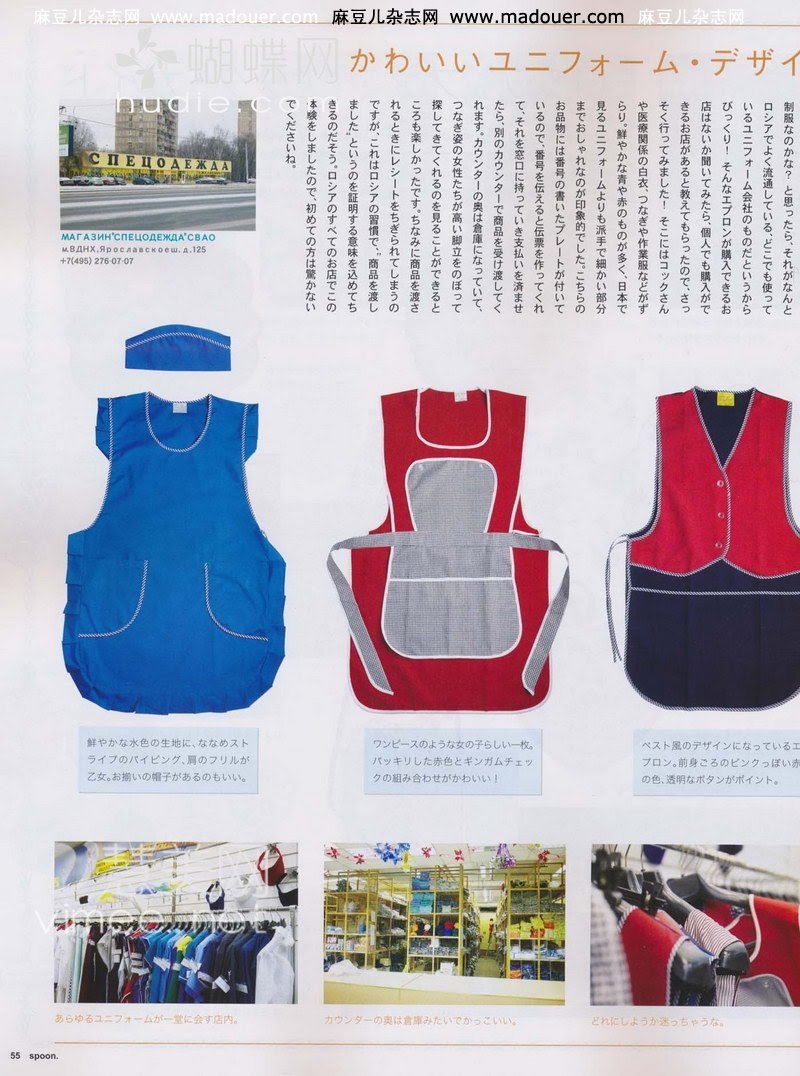 麻豆儿杂志网 www.madouer.com 麻豆儿杂志网 www.madouer.com 麻豆儿杂志网
蝴蝶网
hudie.com
かわいいユニフォーム・デザイ
СПЕЦОДЕЖДА
МАГАЗИН"СПЕЦОДЕЖДА"СВАО
м.ВДНХ,Ярославскоеш.д.125
+7(495) 276-07-07
制服なのかな? と思ったら、それがなんと
ロシアでよく流通している、どこでも使って
いるユニフォーム会社のものだというから
びっくり! そんなエプロンが購入できるお
店はないか聞いてみたら、個人でも購入がで
きるお店があると教えてもらったので、さっ
そく行ってみました! そこにはコックさん
や医療関係の白衣、つなぎや作業服などがず
らり。鮮やかな青や赤のものが多く、日本で
見るユニフォームよりも派手で細かい部分
までおしゃれなのが印象的でした。こちらの
お品物には番号の書いたプレートが付いて
いるので、番号を伝えると伝票を作ってくれ
て、それを窓口に持っていき支払いを済ませ
たら、別のカウンターで商品を受け渡してく
れます。カウンターの奥は倉庫になっていて、
つなぎ姿の女性たちが高い脚立をのぼって
探してきてくれるのを見ることができると
ころも楽しかったです。ちなみに商品を渡さ
れるときにレシートをちぎられてしまうの
ですが、これはロシアの習慣で、"商品を渡し
ました"というのを証明する意味を込めてち
きるのだそう。ロシアのすべてのお店でこの
体験をしましたので、初めての方は驚かない
でくださいね。
鮮やかな水色の生地に、ななめスト
ライプのパイピング、肩のフリルが
乙女。お揃いの帽子があるのもいい。
ワンピースのような女の子らしい一枚。
パッキリした赤色とギンガムチェッ
クの組み合わせがかわいい!
ベスト風のデザインになっているエ
プロン。前身ごろのピンクっぽい赤
の色、透明なボタンがポイント。
あらゆるユニフォームが一堂に会す店内。
カウンターの奥は倉庫みたいでかっこいい。
どれにしようか迷っちゃうな。
55 spoon.